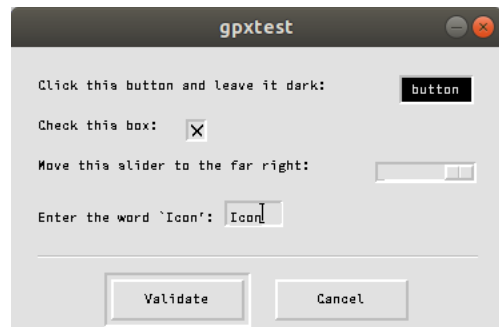 gpxtest
Click this button and leave it dark: button
Check this box:
Move this slider to the far right:
Enter the word `Icon': Icon
Validate Cancel